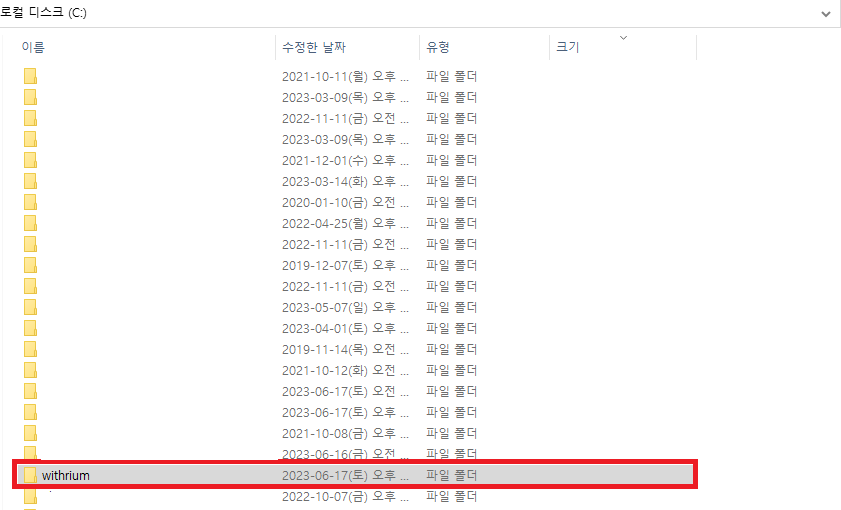 로컬 디스크 (C:)
이름 수정한 날짜 유형 크기
2021-10-11(월) 오후 ... 파일 폴더
2023-03-09(목) 오후 ... 파일 폴더
2022-11-11(금) 오전 ... 파일 폴더
2023-03-09(목) 오후 ... 파일 폴더
2021-12-01(수) 오후 ... 파일 폴더
2023-03-14(화) 오후 ... 파일 폴더
2020-01-10(금) 오전 ... 파일 폴더
2022-04-25(월) 오후 ... 파일 폴더
2022-11-11(금) 오전 ... 파일 폴더
2019-12-07(토) 오후 ... 파일 폴더
2022-11-11(금) 오전 ... 파일 폴더
2023-05-07(일) 오후 ... 파일 폴더
2023-04-01(토) 오후 ... 파일 폴더
2019-11-14(목) 오전 ... 파일 폴더
2021-10-12(화) 오전 ... 파일 폴더
2023-06-17(토) 오전 ... 파일 폴더
2023-06-17(토) 오후 ... 파일 폴더
2021-10-08(금) 오후 ... 파일 폴더
2023-06-16(금) 오전 ... 파일 폴더
withrium 2023-06-17(토) 오후 ... 파일 폴더
2022-10-07(금) 오후 ... 파일 폴더